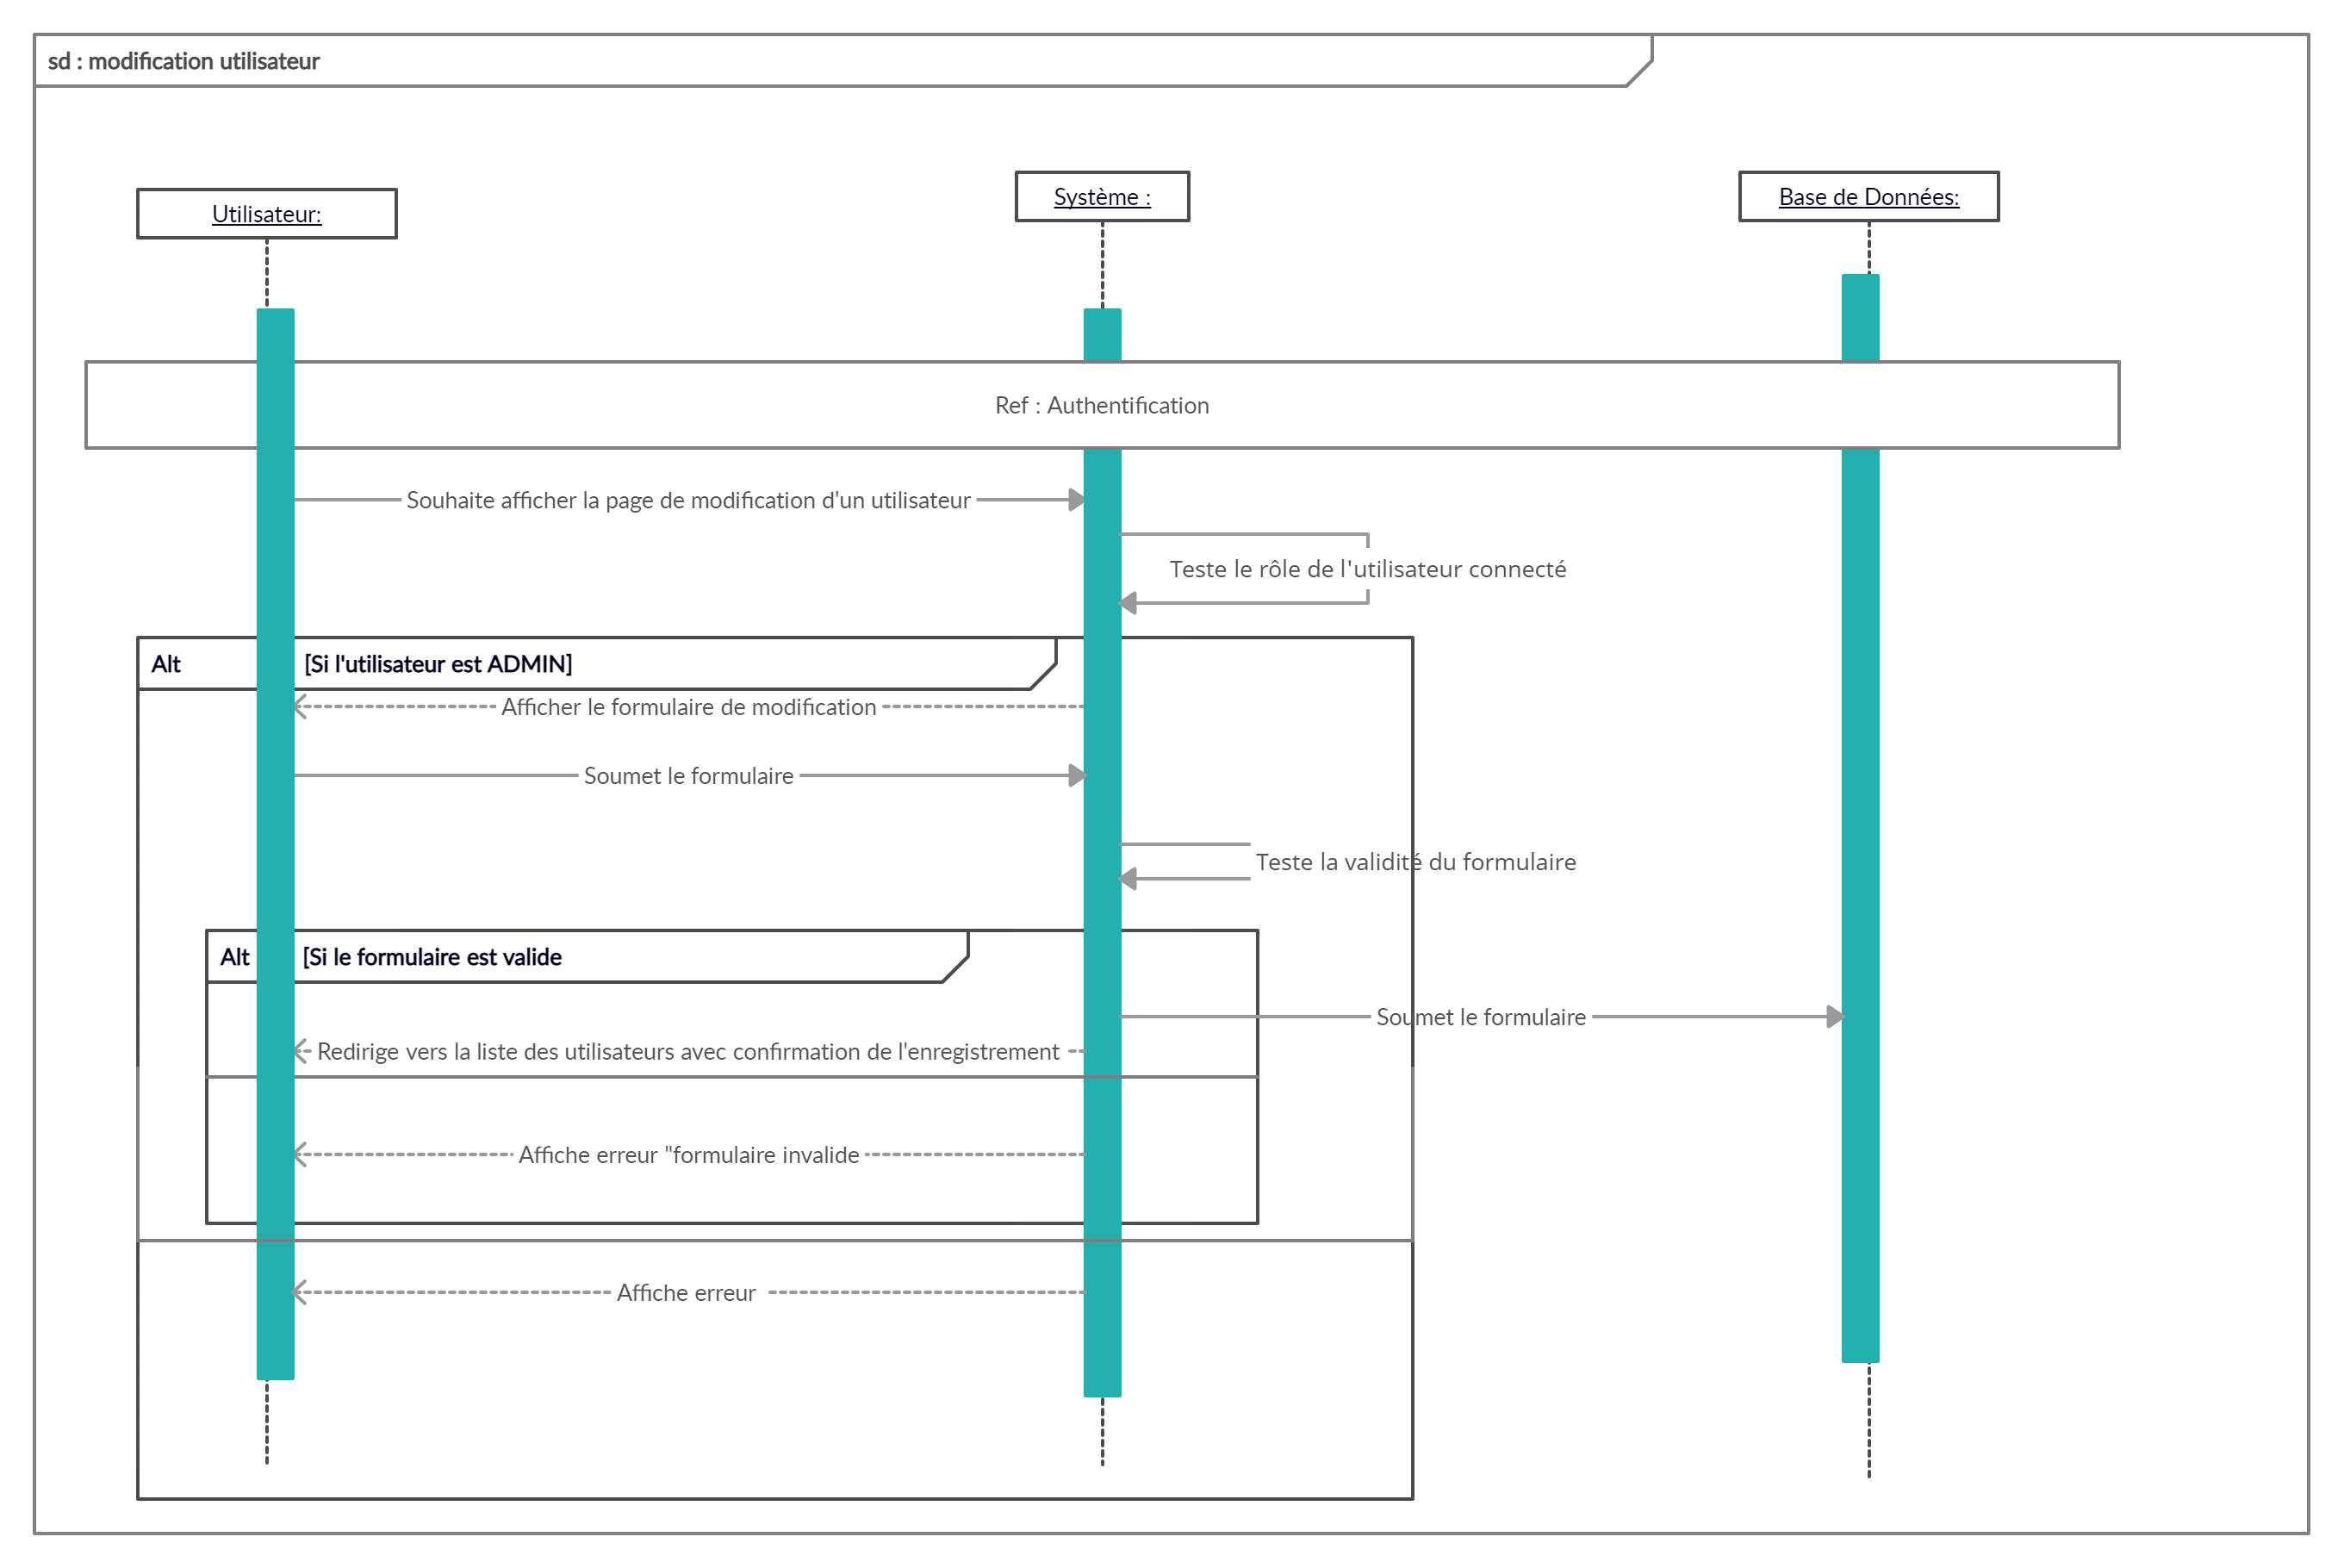 sd : modification utilisateur
Utilisateur:
Système :
Base de Données:
Ref : Authentification
Souhaite afficher la page de modification d'un utilisateur
Teste le rôle de l'utilisateur connecté
Alt [Si l'utilisateur est ADMIN]
Afficher le formulaire de modification
Soumet le formulaire
Teste la validité du formulaire
Alt [Si le formulaire est valide
Soumet le formulaire
Redirige vers la liste des utilisateurs avec confirmation de l'enregistrement
Affiche erreur "formulaire invalide
Affiche erreur